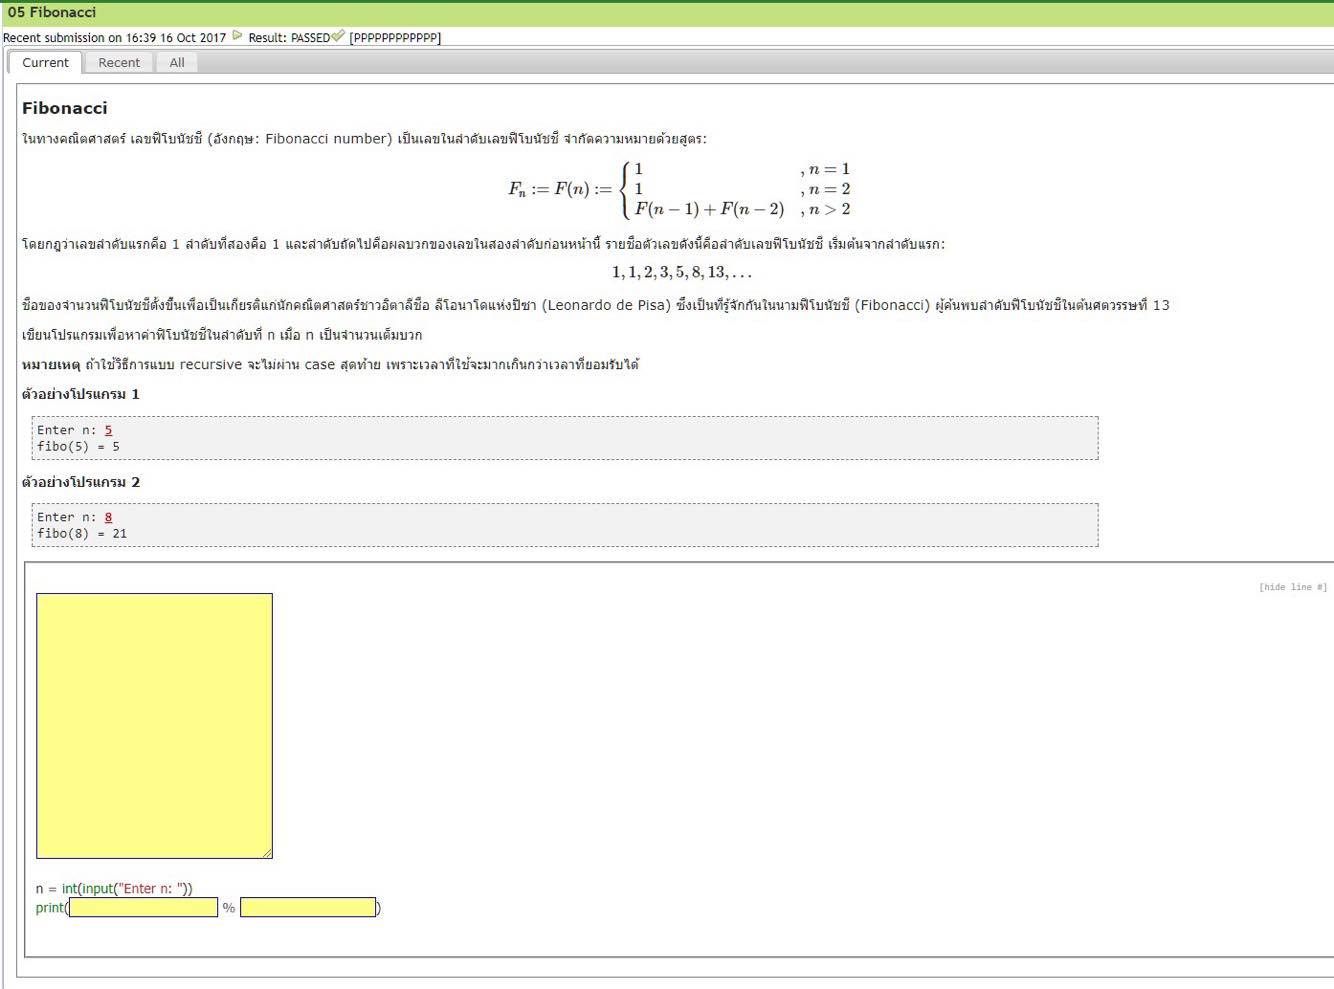 05 Fibonacci
Recent submission on 16:39 16 Oct 2017 Result: PASSED [PPPPPPPPPPPP]
Current Recent All
Fibonacci
ในทางคณิตศาสตร์ เลขฟีโบนัชชี (อังกฤษ: Fibonacci number) เป็นเลขในลำดับเลขฟีโบนัชชี จำกัดความหมายด้วยสูตร:
1 , n = 1
Fn := F(n) := { 1 , n = 2
F(n − 1) + F(n − 2) , n > 2
โดยกฎว่าเลขลำดับแรกคือ 1 ลำดับที่สองคือ 1 และลำดับถัดไปคือผลบวกของเลขในสองลำดับก่อนหน้านี้ รายชื่อตัวเลขดังนี้คือลำดับเลขฟีโบนัชชี เริ่มต้นจากลำดับแรก:
1, 1, 2, 3, 5, 8, 13, . . .
ชื่อของจำนวนฟีโบนัชชีตั้งขึ้นเพื่อเป็นเกียรติแก่นักคณิตศาสตร์ชาวอิตาลีชื่อ ลีโอนาโดแห่งปิซา (Leonardo de Pisa) ซึ่งเป็นที่รู้จักกันในนามฟีโบนัชชี (Fibonacci) ผู้ค้นพบลำดับฟีโบนัชชีในต้นศตวรรษที่ 13
เขียนโปรแกรมเพื่อหาค่าฟิโบนัชชีในลำดับที่ n เมื่อ n เป็นจำนวนเต็มบวก
หมายเหตุ ถ้าใช้วิธีการแบบ recursive จะไม่ผ่าน case สุดท้าย เพราะเวลาที่ใช้จะมากเกินกว่าเวลาที่ยอมรับได้
ตัวอย่างโปรแกรม 1
Enter n: 5
fibo(5) = 5
ตัวอย่างโปรแกรม 2
Enter n: 8
fibo(8) = 21
[hide line #]
n = int(input("Enter n: "))
print( % )